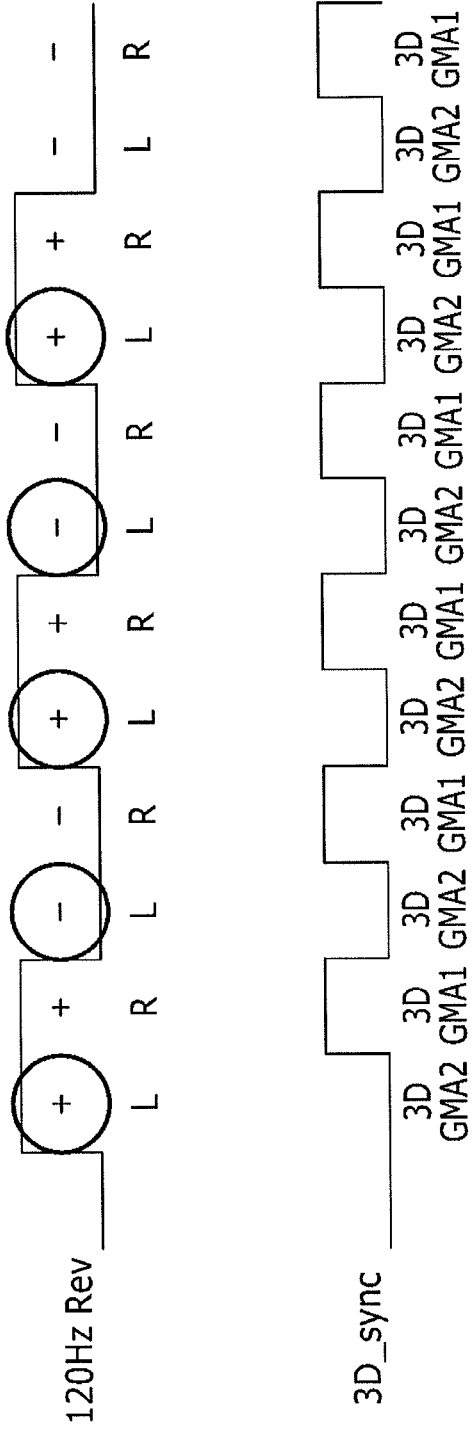 120Hz Rev + + - - + + - - + + - -
L R L R L R L R L R L R
3D_sync
3D 3D 3D 3D 3D 3D 3D 3D 3D 3D 3D 3D
GMA2 GMA1 GMA2 GMA1 GMA2 GMA1 GMA2 GMA1 GMA2 GMA1 GMA2 GMA1